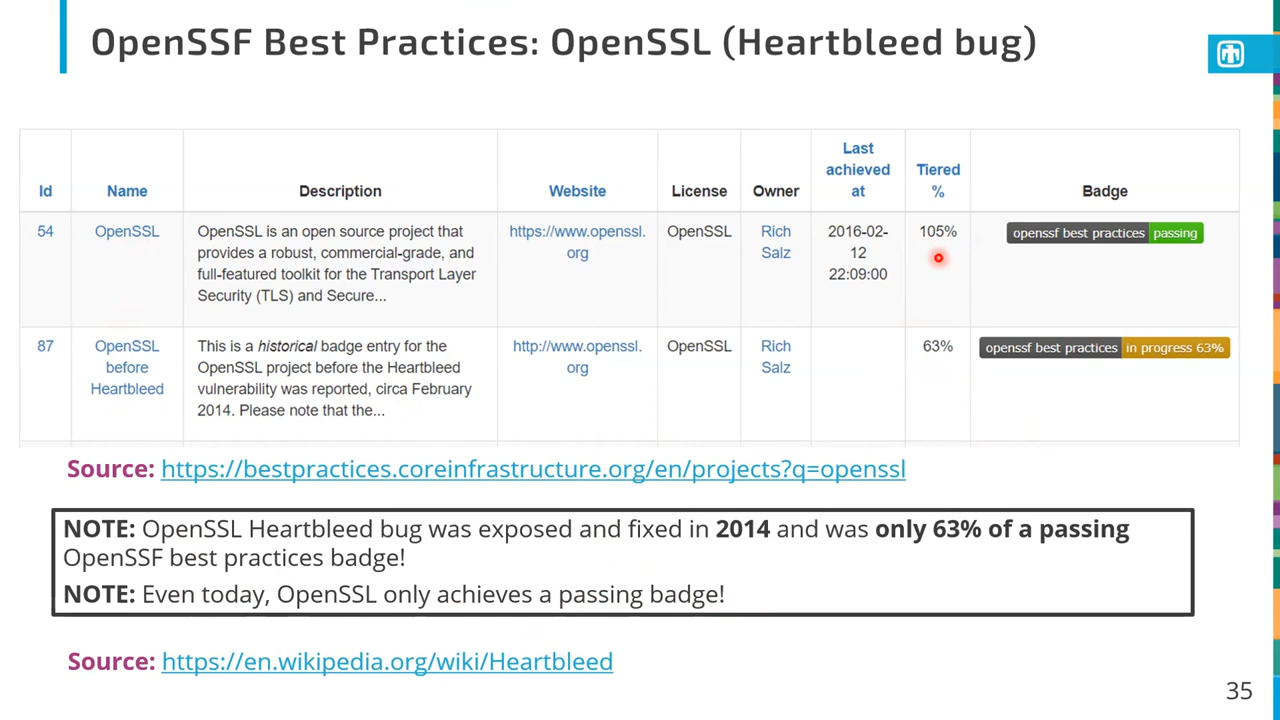 OpenSSF Best Practices: OpenSSL (Heartbleed bug)
Id Name Description Website License Owner Last achieved at Tiered % Badge
54 OpenSSL OpenSSL is an open source project that provides a robust, commercial-grade, and full-featured toolkit for the Transport Layer Security (TLS) and Secure... https://www.openssl.org OpenSSL Rich Salz 2016-02-12 22:09:00 105% openssf best practices passing
87 OpenSSL before Heartbleed This is a historical badge entry for the OpenSSL project before the Heartbleed vulnerability was reported, circa February 2014. Please note that the... http://www.openssl.org OpenSSL Rich Salz 63% openssf best practices in progress 63%
Source: https://bestpractices.coreinfrastructure.org/en/projects?q=openssl
NOTE: OpenSSL Heartbleed bug was exposed and fixed in 2014 and was only 63% of a passing
OpenSSF best practices badge!
NOTE: Even today, OpenSSL only achieves a passing badge!
Source: https://en.wikipedia.org/wiki/Heartbleed
35